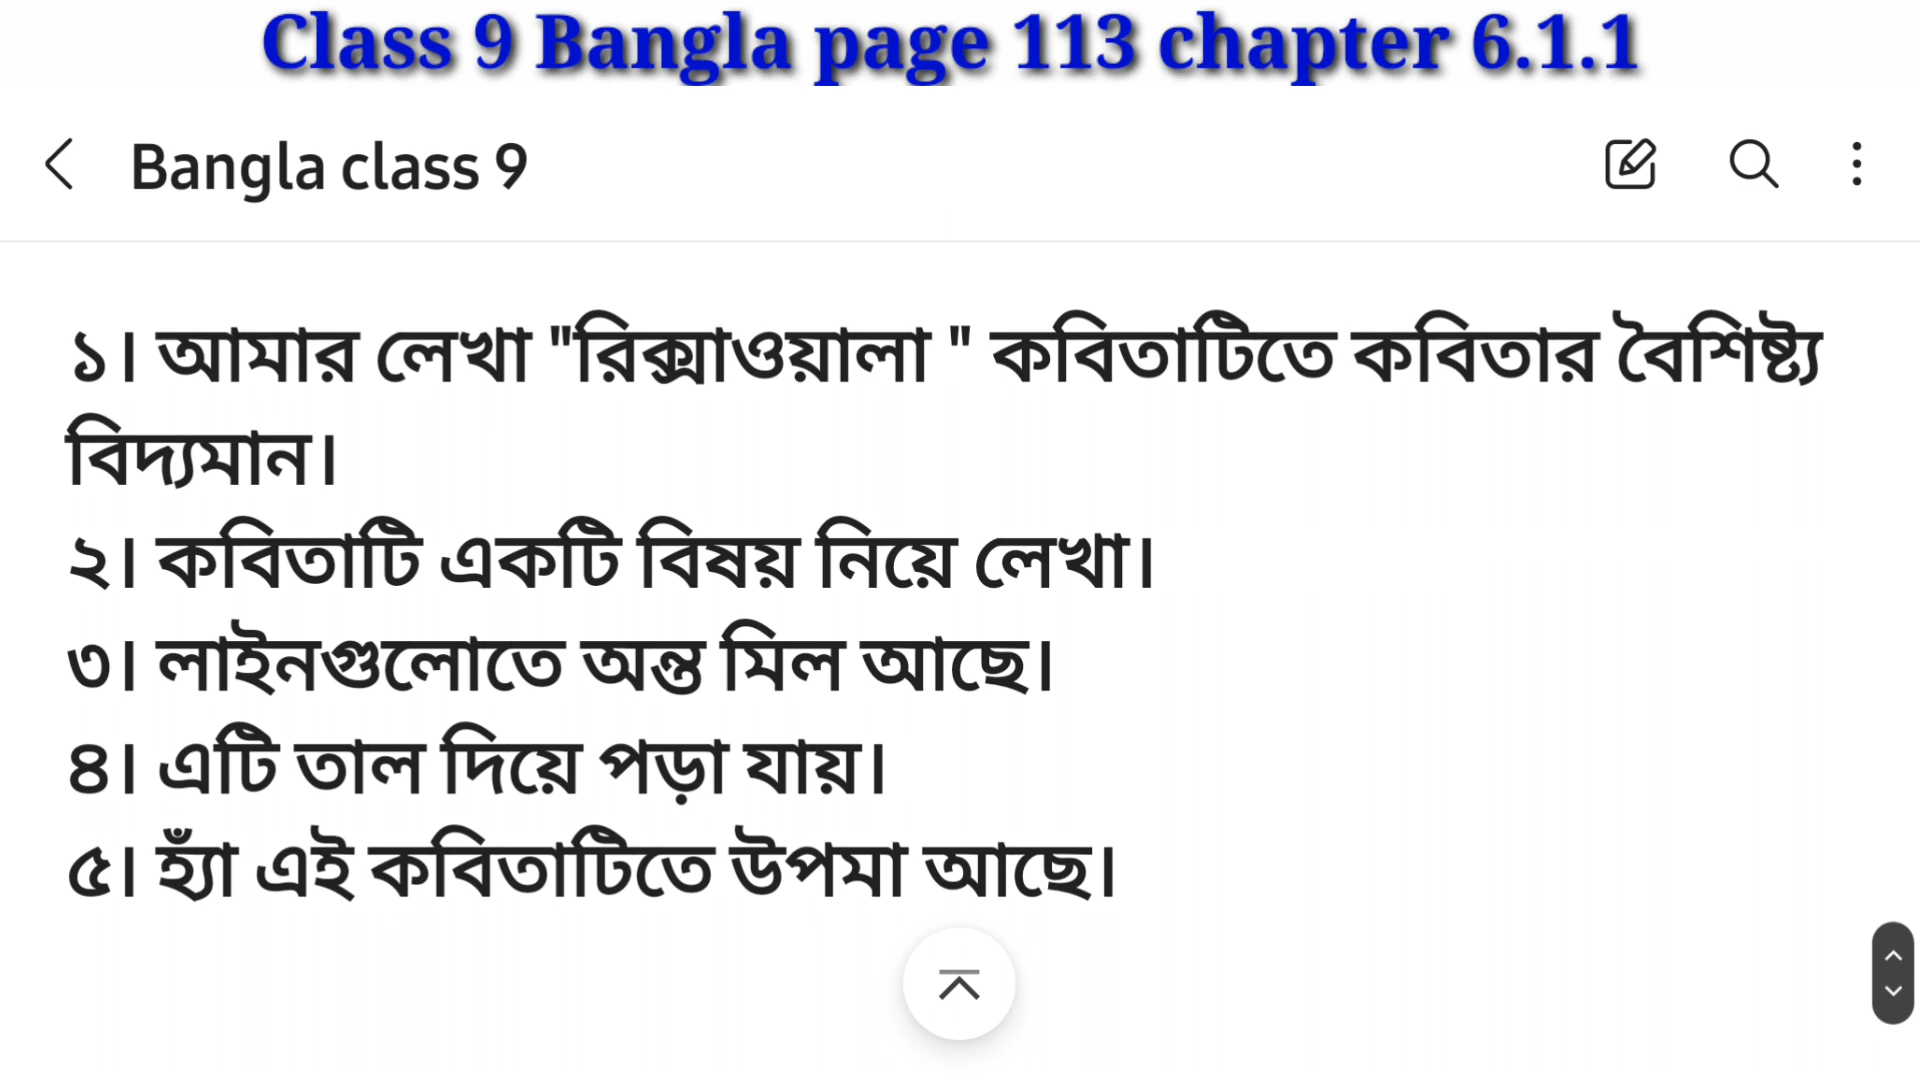 Class 9 Bangla page 113 chapter 6.1.1
Bangla class 9
১। আমার লেখা "রিক্সাওয়ালা " কবিতাটিতে কবিতার বৈশিষ্ট্য
বিদ্যমান।
২। কবিতাটি একটি বিষয় নিয়ে লেখা।
৩। লাইনগুলোতে অন্ত মিল আছে।
৪। এটি তাল দিয়ে পড়া যায়।
৫। হ্যাঁ এই কবিতাটিতে উপমা আছে।